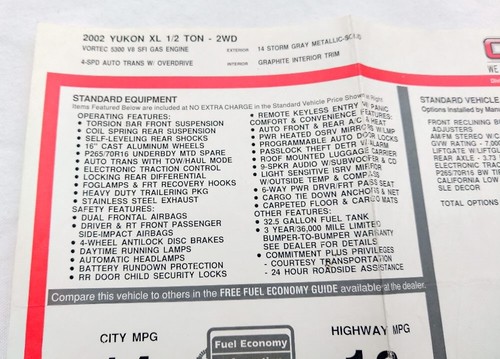 2002 YUKON XL 1/2 TON - 2WD
VORTEC 5300 V8 SFI GAS ENGINE
EXTERIOR 14 STORM GRAY METALLIC-
4-SPD AUTO TRANS W/ OVERDRIVE
INTERIOR GRAPHITE INTERIOR TRIM
WE
STANDARD EQUIPMENT
Items Featured Below are Included at NO EXTRA CHARGE in the Standard Vehicle Price Shown at Right
OPERATING FEATURES:
• TORSION BAR FRONT SUSPENSION
• COIL SPRING REAR SUSPENSION
• SELF-LEVELING REAR SHOCKS
• 16" CAST ALUMINUM WHEELS
• P265/70R16 UNDERBDY MTD SPARE
• AUTO TRANS WITH TOW/HAUL MODE
• ELECTRONIC TRACTION CONTROL
• LOCKING REAR DIFFERENTIAL
• FOGLAMPS & FRT RECOVERY HOOKS
• HEAVY DUTY TRAILERING PKG
• STAINLESS STEEL EXHAUST
SAFETY FEATURES:
• DUAL FRONTAL AIRBAGS
• DRIVER & RT FRONT PASSENGER
SIDE-IMPACT AIRBAGS
• 4-WHEEL ANTILOCK DISC BRAKES
• DAYTIME RUNNING LAMPS
• AUTOMATIC HEADLAMPS
• BATTERY RUNDOWN PROTECTION
• RR DOOR CHILD SECURITY LOCKS
• REMOTE KEYLESS ENTRY W/ PANIC
COMFORT & CONVENIENCE FEATURES:
• AUTO FRONT & REAR A/C & HEAT
• PWR HEATED OSRV MIRRORS W/LMP
• PROGRAMMABLE AUTO DOOR LOCKS
• PASSLOCK THEFT DETR W/ALARM
• ROOF MOUNTED LUGGAGE CARRIER
• 9-SPKR AUDIO W/SUBWOOFER & CD
• LIGHT SENSITIVE ISRV MIRROR
W/OUTSIDE TEMP & COMPASS
• 6-WAY PWR DRVR/FRT PASS SEAT
• CARGO TIE DOWN ANCHORS & NET
• CARPETED FLOOR & CARGO MATS
OTHER FEATURES:
• 32.5 GALLON FUEL TANK
• 3 YEAR/36,000 MILE LIMITED
BUMPER-TO-BUMPER WARRANTY
SEE DEALER FOR DETAILS
• COMMITMENT PLUS PRIVILEGES
- COURTESY TRANSPORTATION
- 24 HOUR ROADSIDE ASSISTANCE
STANDARD VEHICLE
Options Installed by Manu
FRONT RECLINING BU
ADJUSTERS
AM/FM STEREO W/
GVW RATING - 7,000
LIFTGATE W/LIFTGL
REAR AXLE - 3.73
P265/70R16 BW TI
CALIFORNIA LOW
SLE DECOR
TOTAL OPTIONS
Compare this vehicle to others in the FREE FUEL ECONOMY GUIDE available at the dealer.
CITY MPG
Fuel Economy
HIGHWAY MPG